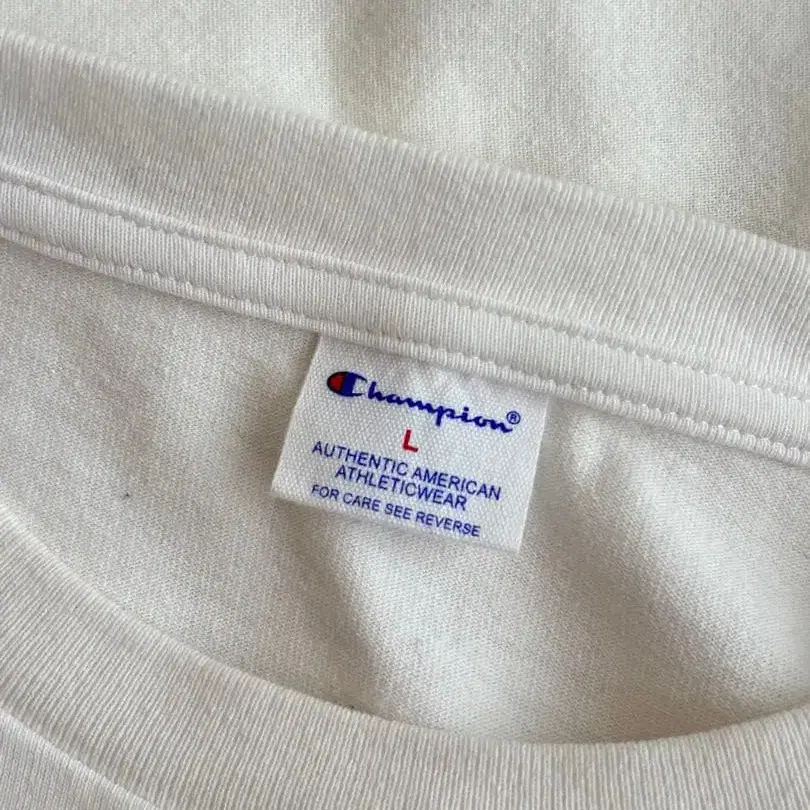 Champion®
L
AUTHENTIC AMERICAN
ATHLETICWEAR
FOR CARE SEE REVERSE